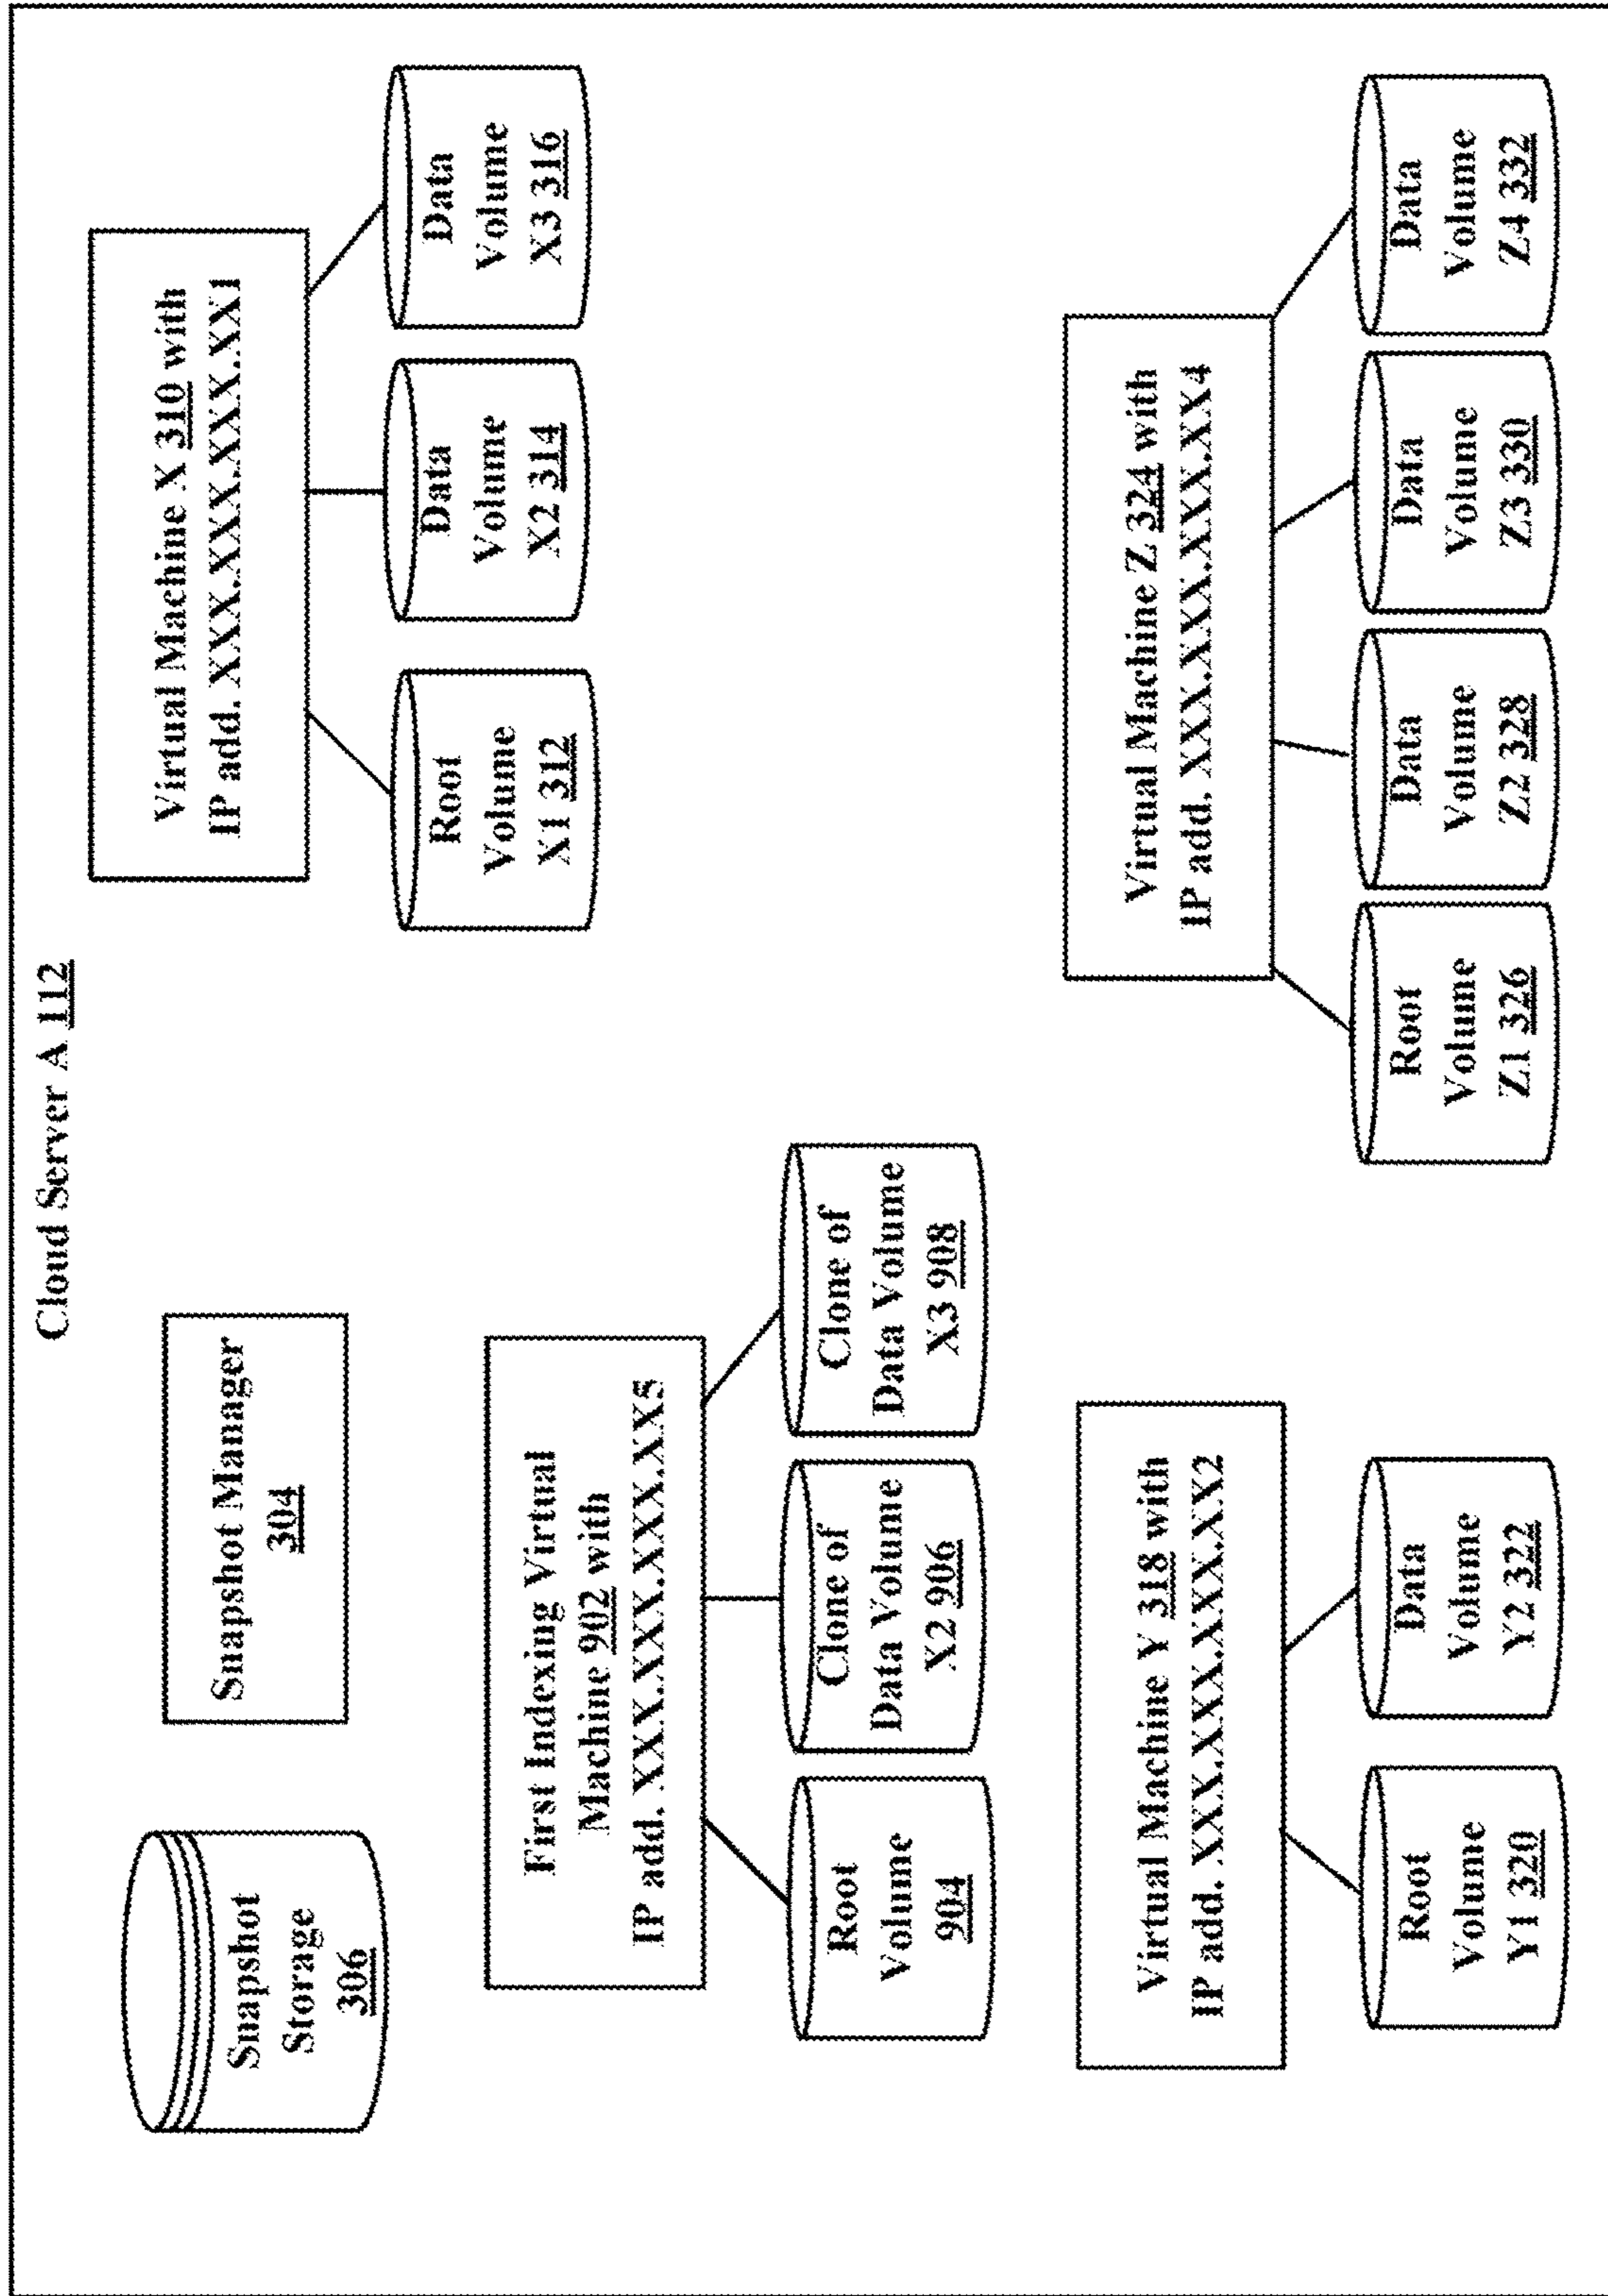 Cloud Server A 112
Snapshot
Storage
306
Snapshot Manager
304
Virtual Machine X 310 with
IP add. XXX.XXX.XXX.XX1
Root
Volume
X1 312
Data
Volume
X2 314
Data
Volume
X3 316
First Indexing Virtual
Machine 902 with
IP add. XXX.XXX.XXX.XX5
Root
Volume
904
Clone of
Data Volume
X2 906
Clone of
Data Volume
X3 908
Virtual Machine Y 318 with
IP add. XXX.XXX.XXX.XX2
Root
Volume
Y1 320
Data
Volume
Y2 322
Virtual Machine Z 324 with
IP add. XXX.XXX.XXX.XX4
Root
Volume
Z1 326
Data
Volume
Z2 328
Data
Volume
Z3 330
Data
Volume
Z4 332